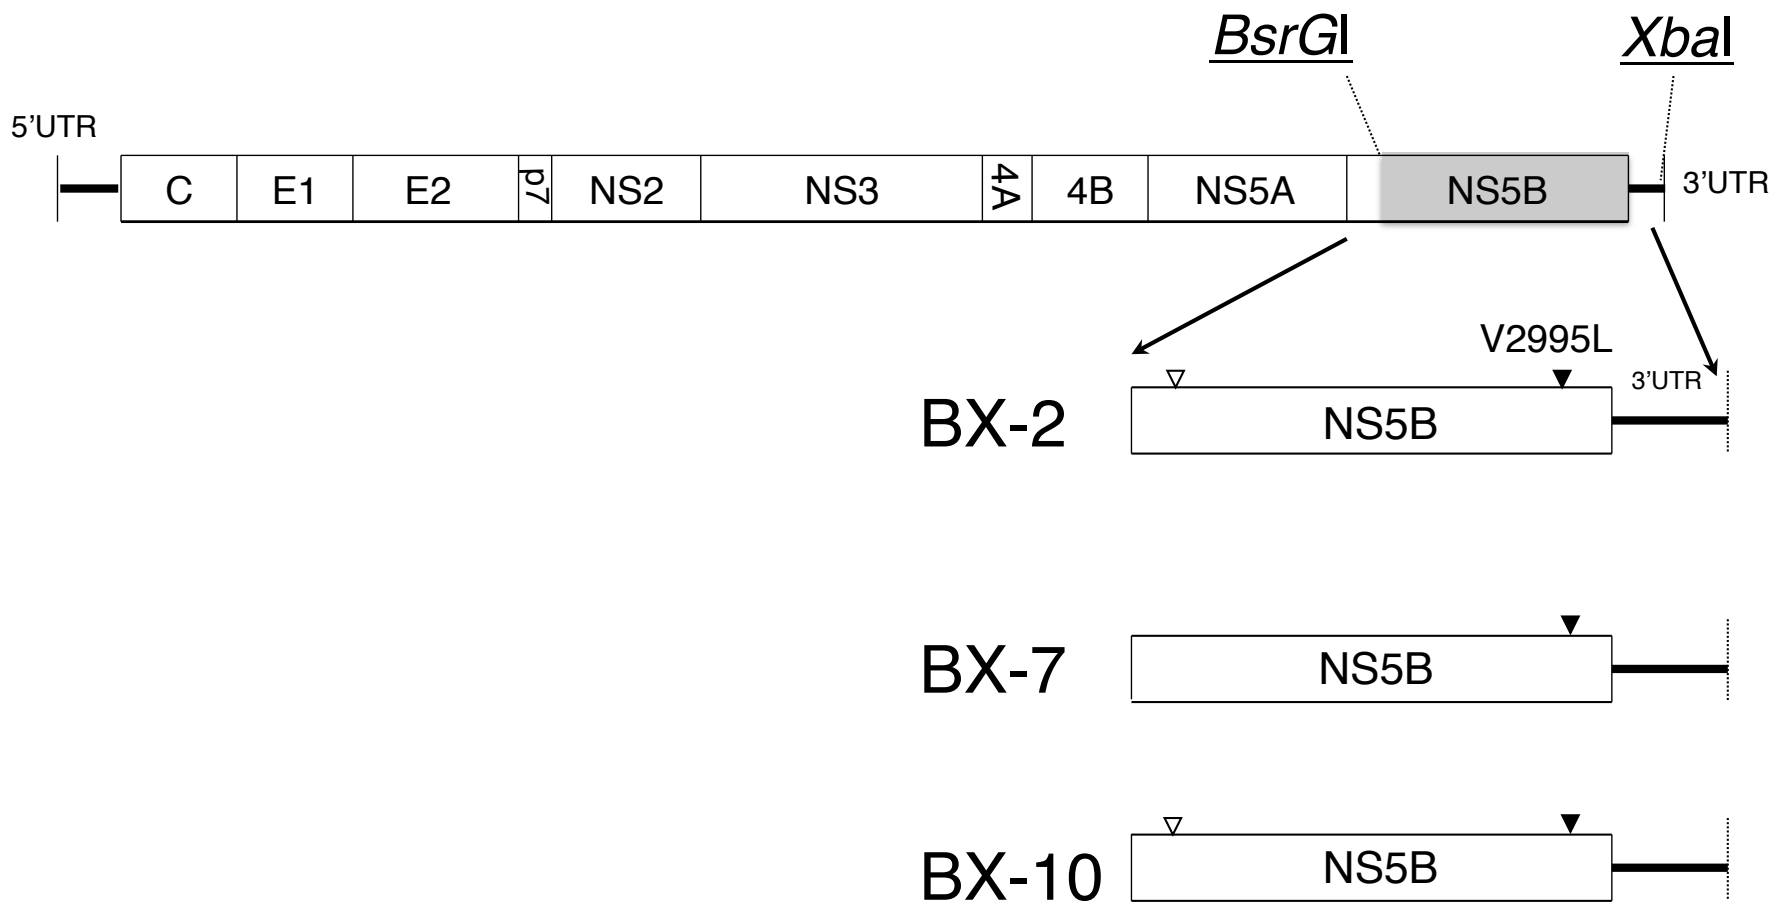 BsrGI
XbaI
5’UTR
C
E1
E2
p7
NS2
NS3
4A
4B
NS5A
NS5B
3’UTR
V2995L
3’UTR
BX-2
NS5B
BX-7
NS5B
BX-10
NS5B